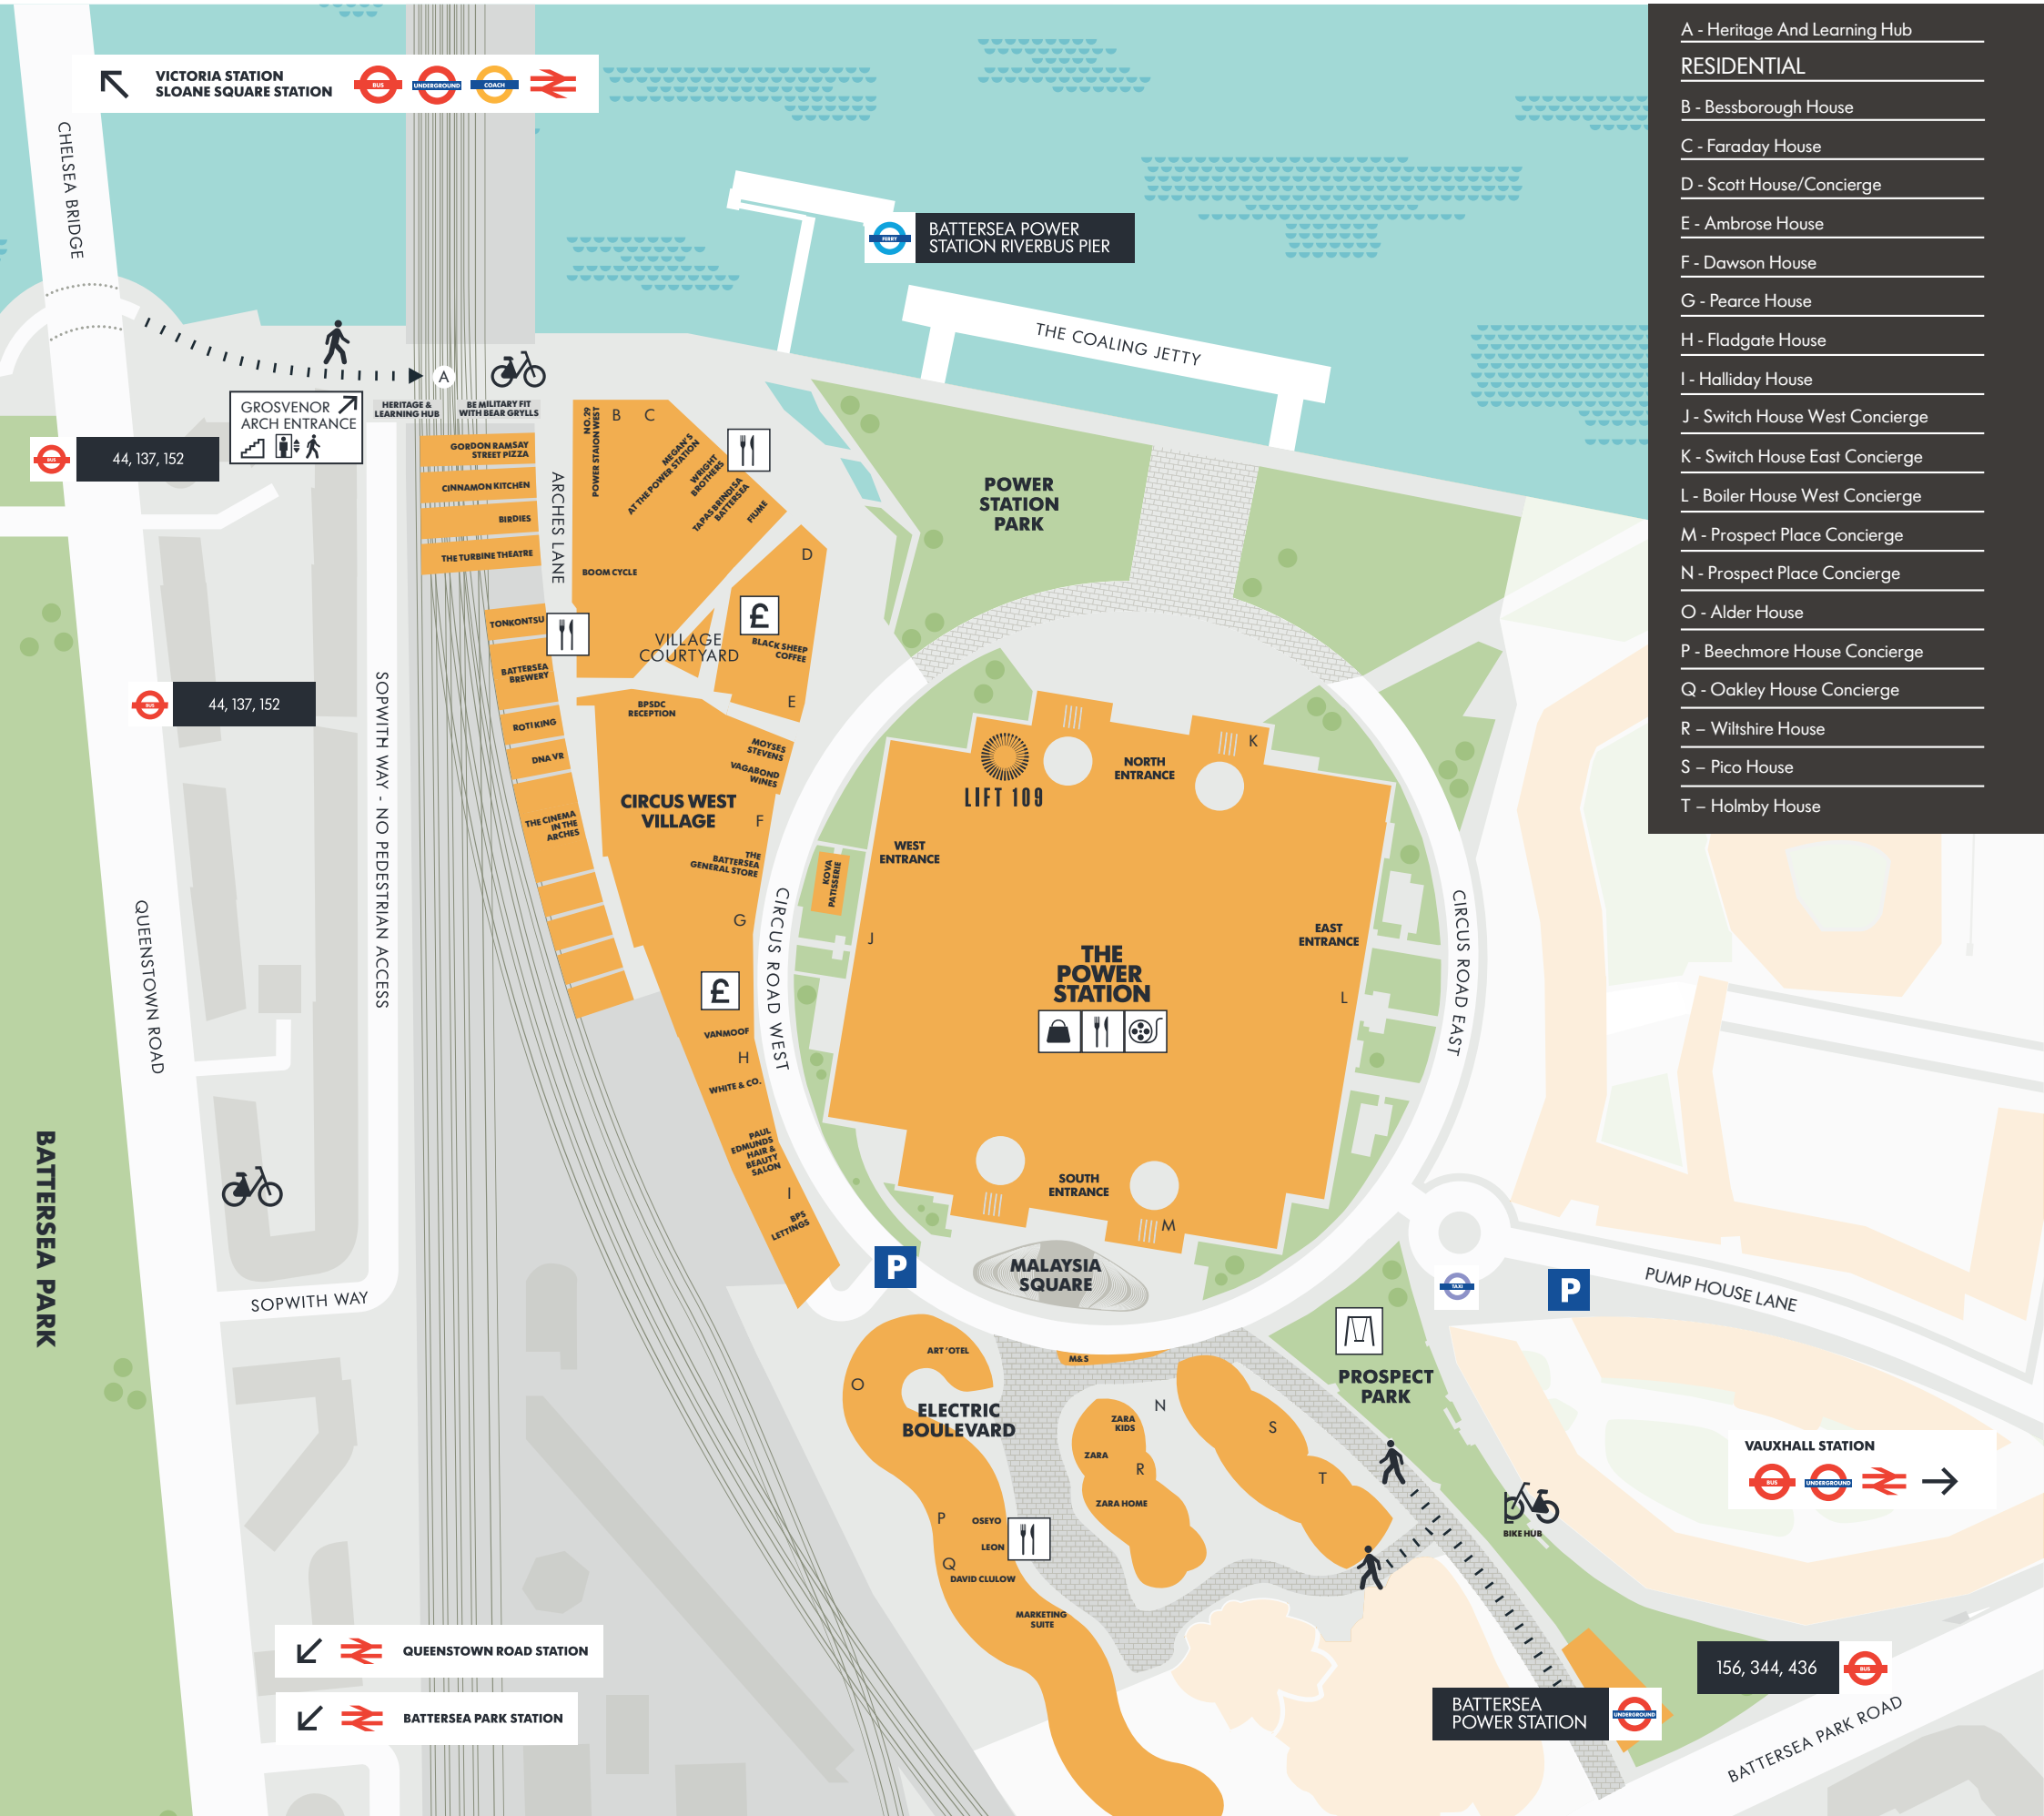 VICTORIA STATION
SLOANE SQUARE STATION
BUS
UNDERGROUND
COACH
CHELSEA BRIDGE
BATTERSEA POWER
STATION RIVERBUS PIER
FERRY
THE COALING JETTY
A
GROSVENOR
ARCH ENTRANCE
HERITAGE &
LEARNING HUB
BE MILITARY FIT
WITH BEAR GRYLLS
BUS
44, 137, 152
GORDON RAMSAY
STREET PIZZA
CINNAMON KITCHEN
BIRDIES
THE TURBINE THEATRE
ARCHES LANE
NO.29
POWER STAION WEST
B
C
MEGAN'S
AT THE POWER STATION
WRIGHT
BROTHERS
TAPAS BRINDISA
BATTERSEA
FIUME
BOOM CYCLE
D
£
BLACK SHEEP
COFFEE
E
VILLAGE
COURTYARD
POWER
STATION
PARK
TONKONTSU
BATTERSEA
BREWERY
ROTI KING
DNA VR
THE CINEMA
IN THE
ARCHES
BUS
44, 137, 152
SOPWITH WAY - NO PEDESTRIAN ACCESS
QUEENSTOWN ROAD
BATTERSEA PARK
SOPWITH WAY
BPSDC
RECEPTION
MOYSES
STEVENS
VAGABOND
WINES
CIRCUS WEST
VILLAGE
F
THE
BATTERSEA
GENERAL STORE
G
£
VANMOOF
H
WHITE & CO.
PAUL
EDMUNDS
HAIR &
BEAUTY
SALON
I
BPS
LETTINGS
CIRCUS ROAD WEST
KOVA
PATISSERIE
LIFT 109
NORTH
ENTRANCE
K
WEST
ENTRANCE
J
EAST
ENTRANCE
L
THE
POWER
STATION
SOUTH
ENTRANCE
M
CIRCUS ROAD EAST
MALAYSIA
SQUARE
P
TAXI
P
PUMP HOUSE LANE
PROSPECT
PARK
ART'OTEL
O
ELECTRIC
BOULEVARD
M&S
N
ZARA
KIDS
ZARA
R
ZARA HOME
S
T
P
OSEYO
LEON
Q
DAVID CLULOW
MARKETING
SUITE
BIKE HUB
VAUXHALL STATION
BUS
UNDERGROUND
QUEENSTOWN ROAD STATION
BATTERSEA PARK STATION
BATTERSEA
POWER STATION
UNDERGROUND
156, 344, 436
BUS
BATTERSEA PARK ROAD
A - Heritage And Learning Hub
RESIDENTIAL
B - Bessborough House
C - Faraday House
D - Scott House/Concierge
E - Ambrose House
F - Dawson House
G - Pearce House
H - Fladgate House
I - Halliday House
J - Switch House West Concierge
K - Switch House East Concierge
L - Boiler House West Concierge
M - Prospect Place Concierge
N - Prospect Place Concierge
O - Alder House
P - Beechmore House Concierge
Q - Oakley House Concierge
R – Wiltshire House
S – Pico House
T – Holmby House